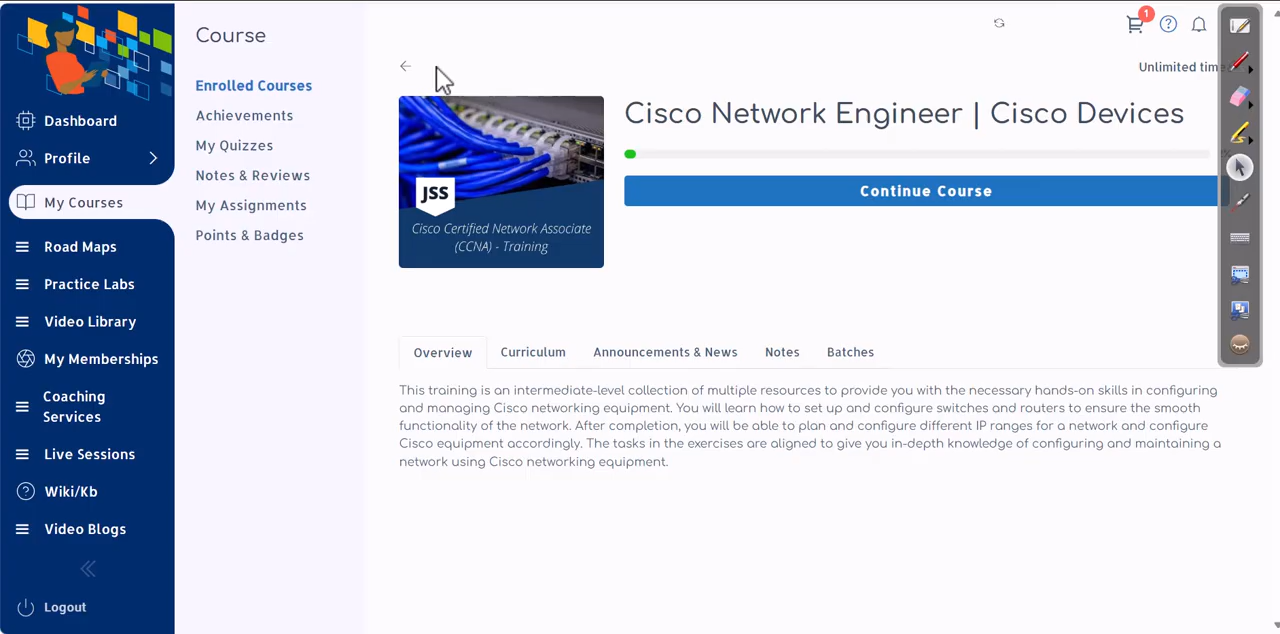 Course
1
Unlimited time
Enrolled Courses
Achievements
My Quizzes
Notes & Reviews
My Assignments
Points & Badges
Dashboard
Profile
My Courses
Road Maps
Practice Labs
Video Library
My Memberships
Coaching
Services
Live Sessions
Wiki/Kb
Video Blogs
Logout
JSS
Cisco Certified Network Associate
(CCNA) - Training
Cisco Network Engineer | Cisco Devices
Continue Course
Overview
Curriculum
Announcements & News
Notes
Batches
This training is an intermediate-level collection of multiple resources to provide you with the necessary hands-on skills in configuring
and managing Cisco networking equipment. You will learn how to set up and configure switches and routers to ensure the smooth
functionality of the network. After completion, you will be able to plan and configure different IP ranges for a network and configure
Cisco equipment accordingly. The tasks in the exercises are aligned to give you in-depth knowledge of configuring and maintaining a
network using Cisco networking equipment.